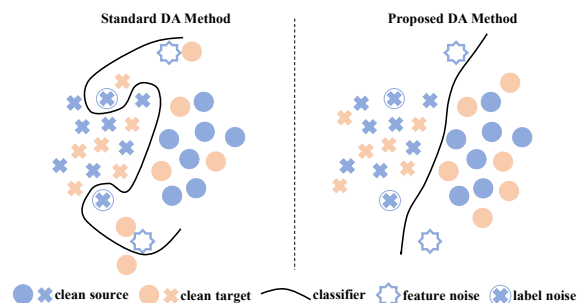 Standard DA Method
Proposed DA Method
clean source
clean target
classifier
feature noise
label noise